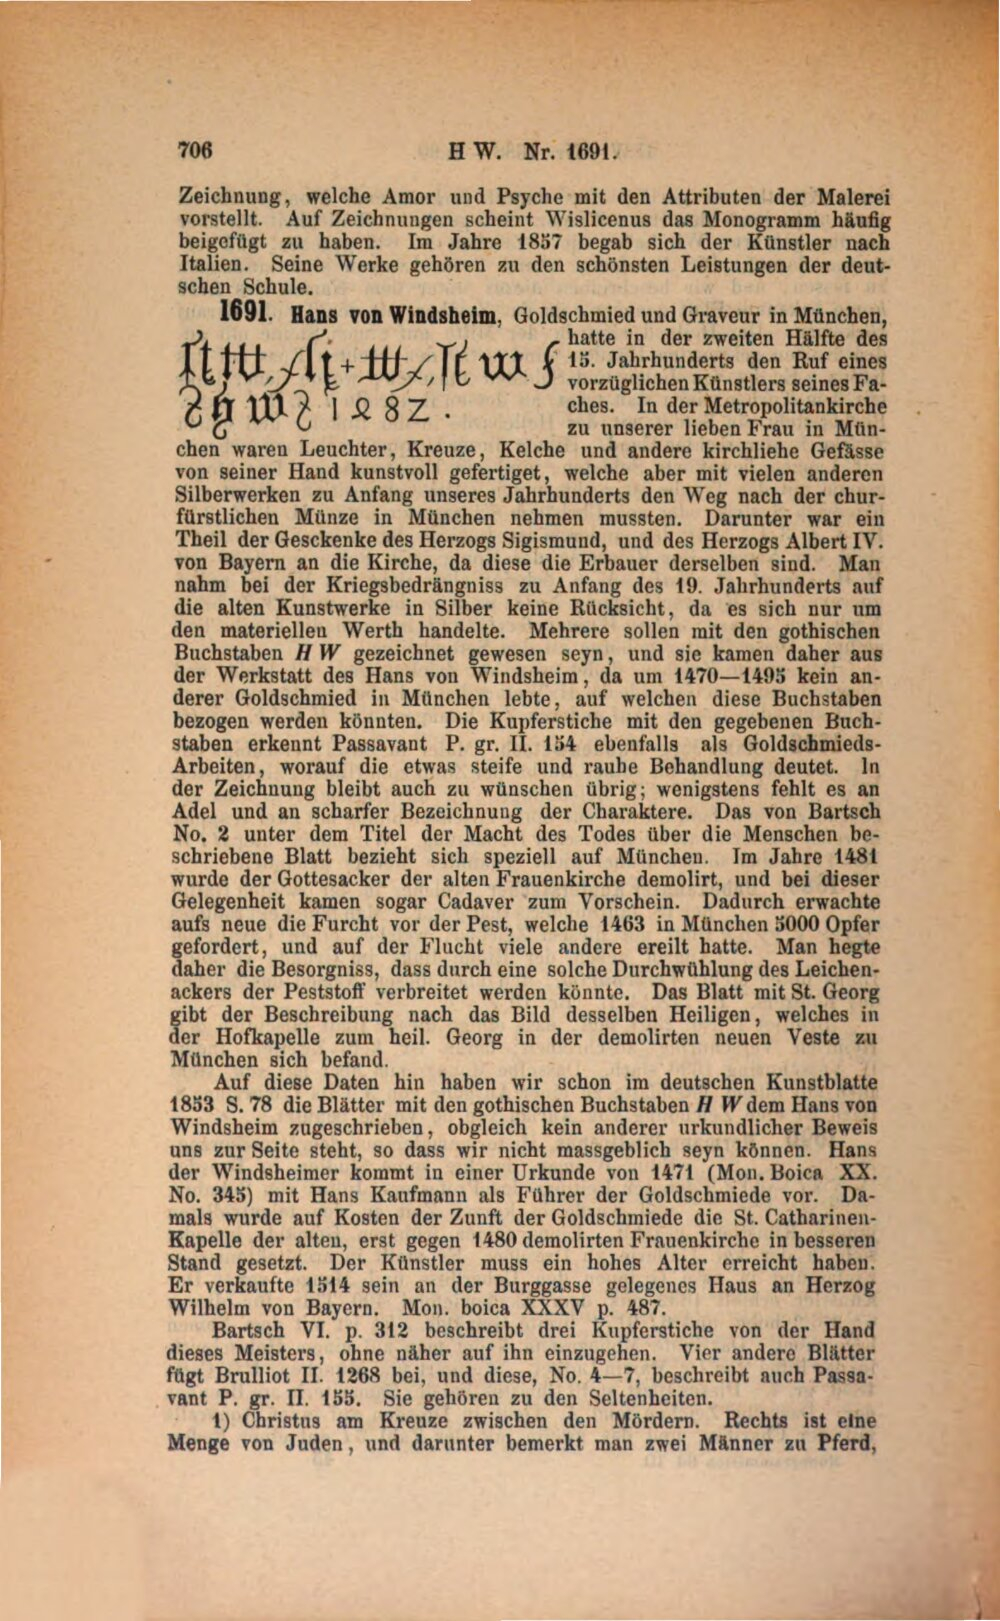 706 H W. Nr. 1691.
Zeichnung, welche Amor und Psyche mit den Attributen der Malerei
vorstellt. Auf Zeichnungen scheint Wislicenus das Monogramm häufig
beigefügt zu haben. Im Jahre 1857 begab sich der Künstler nach
Italien. Seine Werke gehören zu den schönsten Leistungen der deut-
schen Schule.
1691. Hans von Windsheim, Goldschmied und Graveur in München,
hatte in der zweiten Hälfte des
15. Jahrhunderts den Ruf eines
vorzüglichen Künstlers seines Fa-
ches. In der Metropolitankirche
zu unserer lieben Frau in Mün-
chen waren Leuchter, Kreuze, Kelche und andere kirchliehe Gefässe
von seiner Hand kunstvoll gefertiget, welche aber mit vielen anderen
Silberwerken zu Anfang unseres Jahrhunderts den Weg nach der chur-
fürstlichen Münze in München nehmen mussten. Darunter war ein
Theil der Gesckenke des Herzogs Sigismund, und des Herzogs Albert IV.
von Bayern an die Kirche, da diese die Erbauer derselben sind. Man
nahm bei der Kriegsbedrängniss zu Anfang des 19. Jahrhunderts auf
die alten Kunstwerke in Silber keine Rücksicht, da es sich nur um
den materiellen Werth handelte. Mehrere sollen mit den gothischen
Buchstaben H W gezeichnet gewesen seyn, und sie kamen daher aus
der Werkstatt des Hans von Windsheim, da um 1470—1495 kein an-
derer Goldschmied in München lebte, auf welchen diese Buchstaben
bezogen werden könnten. Die Kupferstiche mit den gegebenen Buch-
staben erkennt Passavant P. gr. II. 154 ebenfalls als Goldschmieds-
Arbeiten, worauf die etwas steife und rauhe Behandlung deutet. In
der Zeichnung bleibt auch zu wünschen übrig; wenigstens fehlt es an
Adel und an scharfer Bezeichnung der Charaktere. Das von Bartsch
No. 2 unter dem Titel der Macht des Todes über die Menschen be-
schriebene Blatt bezieht sich speziell auf München. Im Jahre 1481
wurde der Gottesacker der alten Frauenkirche demolirt, und bei dieser
Gelegenheit kamen sogar Cadaver zum Vorschein. Dadurch erwachte
aufs neue die Furcht vor der Pest, welche 1463 in München 5000 Opfer
gefordert, und auf der Flucht viele andere ereilt hatte. Man hegte
daher die Besorgniss, dass durch eine solche Durchwühlung des Leichen-
ackers der Peststoff verbreitet werden könnte. Das Blatt mit St. Georg
gibt der Beschreibung nach das Bild desselben Heiligen, welches in
der Hofkapelle zum heil. Georg in der demolirten neuen Veste zu
München sich befand.
Auf diese Daten hin haben wir schon im deutschen Kunstblatte
1853 S. 78 die Blätter mit den gothischen Buchstaben H W dem Hans von
Windsheim zugeschrieben, obgleich kein anderer urkundlicher Beweis
uns zur Seite steht, so dass wir nicht massgeblich seyn können. Hans
der Windsheimer kommt in einer Urkunde von 1471 (Mon. Boica XX.
No. 345) mit Hans Kaufmann als Führer der Goldschmiede vor. Da-
mals wurde auf Kosten der Zunft der Goldschmiede die St. Catharinen-
Kapelle der alten, erst gegen 1480 demolirten Frauenkirche in besseren
Stand gesetzt. Der Künstler muss ein hohes Alter erreicht haben.
Er verkaufte 1514 sein an der Burggasse gelegenes Haus an Herzog
Wilhelm von Bayern. Mon. boica XXXV p. 487.
Bartsch VI. p. 312 beschreibt drei Kupferstiche von der Hand
dieses Meisters, ohne näher auf ihn einzugehen. Vier andere Blätter
fügt Brulliot II. 1268 bei, und diese, No. 4—7, beschreibt auch Passa-
vant P. gr. II. 155. Sie gehören zu den Seltenheiten.
1) Christus am Kreuze zwischen den Mördern. Rechts ist eine
Menge von Juden, und darunter bemerkt man zwei Männer zu Pferd,